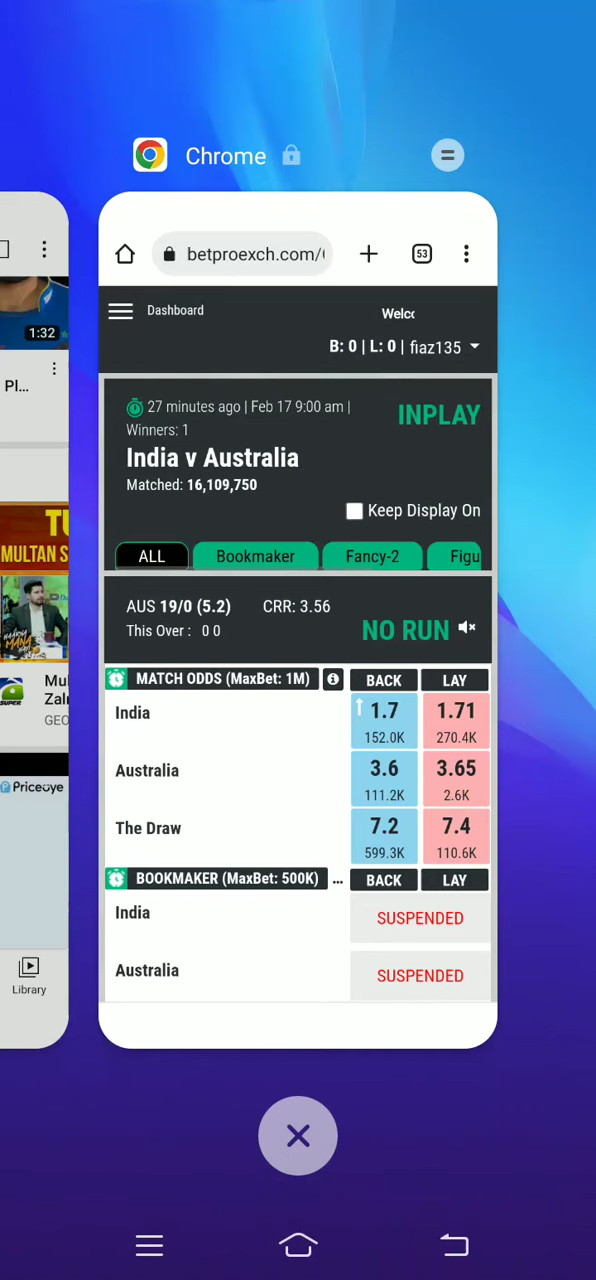 Chrome
betproexch.com/
53
Dashboard
Welc
B: 0 | L: 0 | fiaz135
27 minutes ago | Feb 17 9:00 am |
Winners: 1
INPLAY
India v Australia
Matched: 16,109,750
Keep Display On
ALL
Bookmaker
Fancy-2
Figu
AUS 19/0 (5.2)
CRR: 3.56
This Over : 0 0
NO RUN
MATCH ODDS (MaxBet: 1M)
BACK
LAY
India
1.7
1.71
152.0K
270.4K
Australia
3.6
3.65
111.2K
2.6K
The Draw
7.2
7.4
599.3K
110.6K
BOOKMAKER (MaxBet: 500K) ...
BACK
LAY
India
SUSPENDED
Australia
SUSPENDED
1:32
Pl...
MULTAN S
SUPER
Mu
Zal
GEO
Priceoye
Library